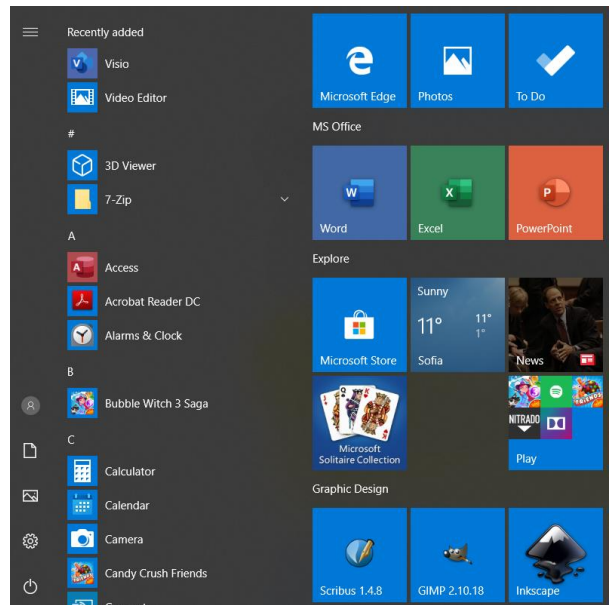 Recently added
Visio
Video Editor
#
3D Viewer
7-Zip
A
Access
Acrobat Reader DC
Alarms & Clock
B
Bubble Witch 3 Saga
C
Calculator
Calendar
Camera
Candy Crush Friends
Microsoft Edge
Photos
To Do
MS Office
Word
Excel
PowerPoint
Explore
Microsoft Store
Sunny
11°
11°
1°
Sofia
News
Microsoft
Solitaire Collection
NITRADO
Play
Graphic Design
Scribus 1.4.8
GIMP 2.10.18
Inkscape